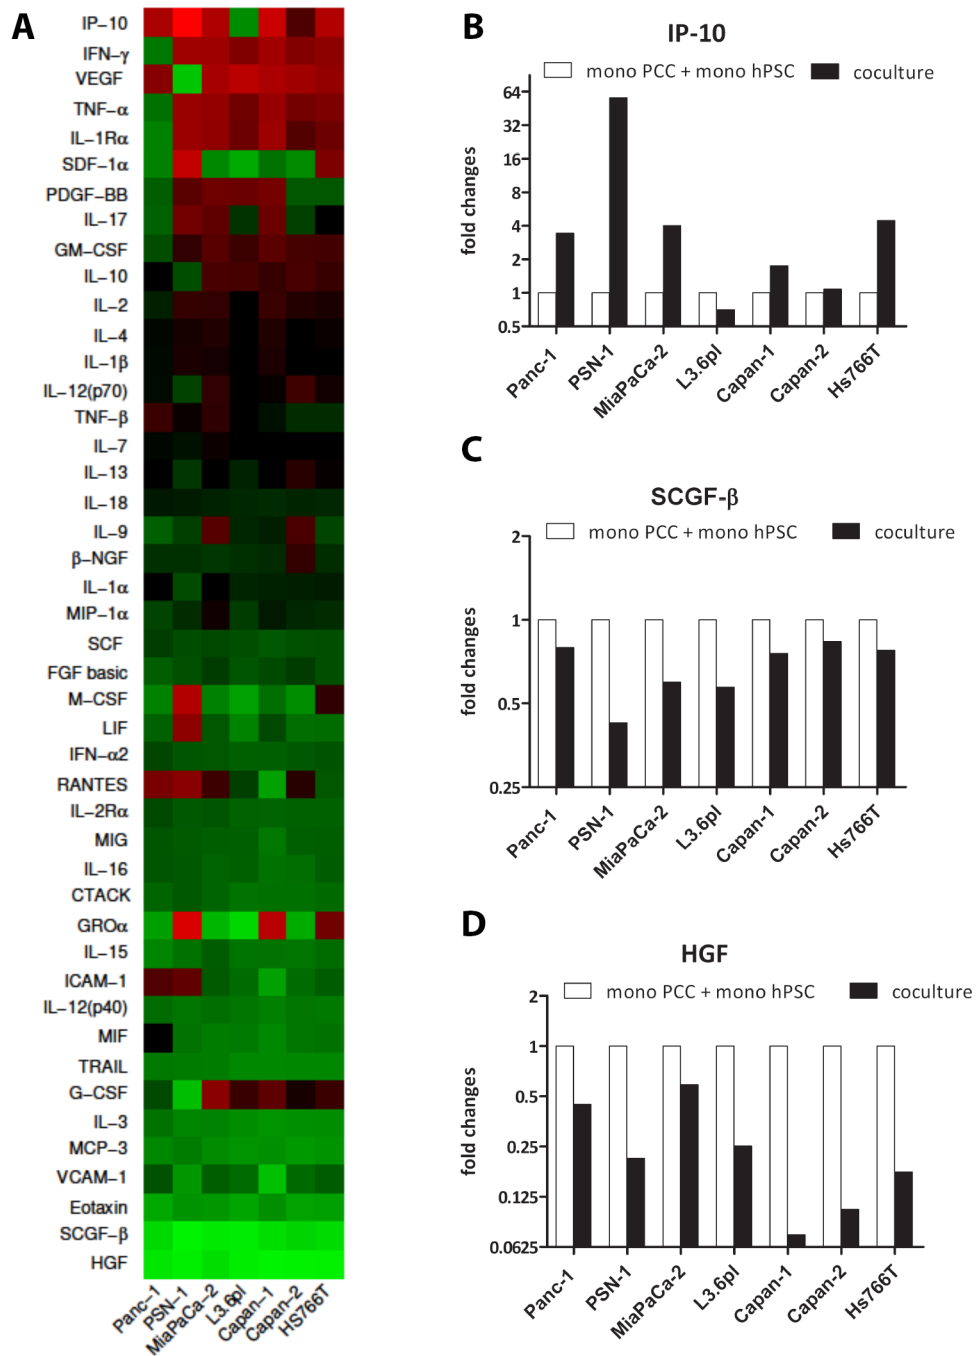 A
IP−10
IFN−γ
VEGF
TNF−α
IL−1Rα
SDF−1α
PDGF−BB
IL−17
GM−CSF
IL−10
IL−2
IL−4
IL−1β
IL−12(p70)
TNF−β
IL−7
IL−13
IL−18
IL−9
β−NGF
IL−1α
MIP−1α
SCF
FGF basic
M−CSF
LIF
IFN−α2
RANTES
IL−2Rα
MIG
IL−16
CTACK
GROα
IL−15
ICAM−1
IL−12(p40)
MIF
TRAIL
G−CSF
IL−3
MCP−3
VCAM−1
Eotaxin
SCGF−β
HGF
Panc−1
PSN−1
MiaPaCa−2
L3.6pl
Capan−1
Capan−2
HS766T
B
IP-10
mono PCC + mono hPSC
coculture
fold changes
64
32
16
8
4
2
1
0.5
Panc-1
PSN-1
MiaPaCa-2
L3.6pl
Capan-1
Capan-2
Hs766T
C
SCGF-β
mono PCC + mono hPSC
coculture
fold changes
2
1
0.5
0.25
Panc-1
PSN-1
MiaPaCa-2
L3.6pl
Capan-1
Capan-2
Hs766T
D
HGF
mono PCC + mono hPSC
coculture
fold changes
2
1
0.5
0.25
0.125
0.0625
Panc-1
PSN-1
MiaPaCa-2
L3.6pl
Capan-1
Capan-2
Hs766T